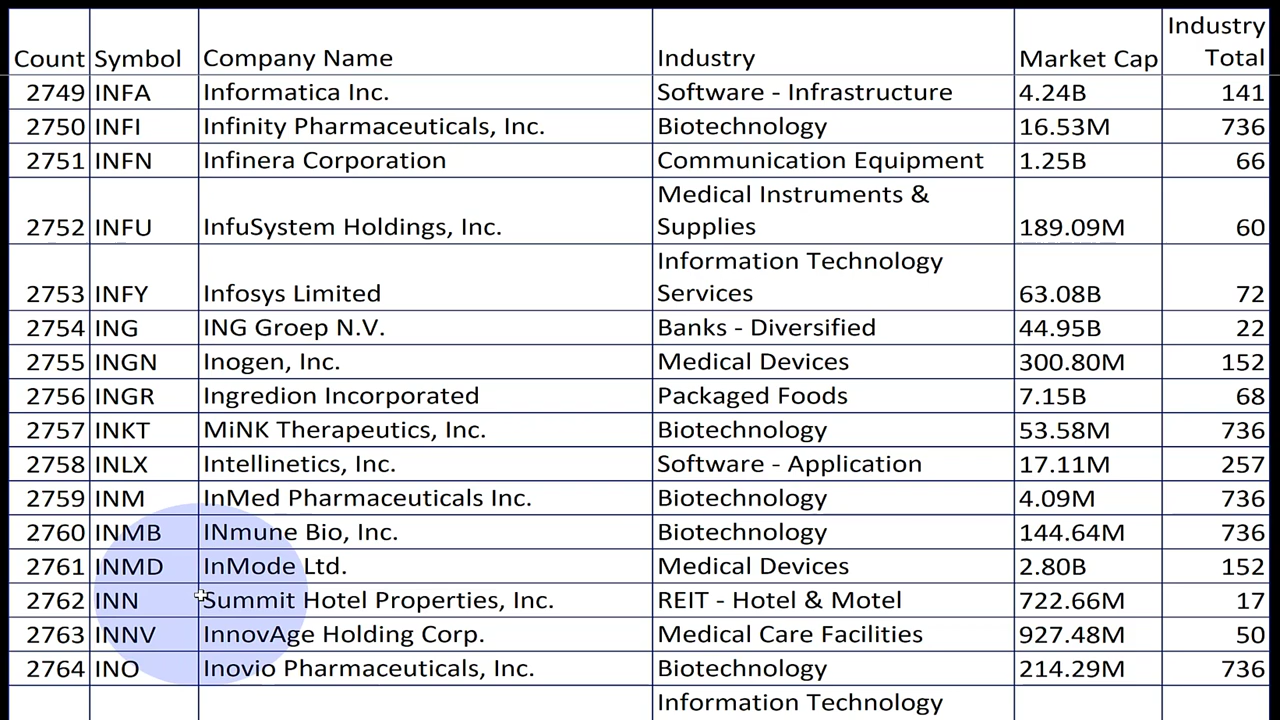 Count Symbol Company Name Industry Market Cap Industry Total
2749 INFA Informatica Inc. Software - Infrastructure 4.24B 141
2750 INFI Infinity Pharmaceuticals, Inc. Biotechnology 16.53M 736
2751 INFN Infinera Corporation Communication Equipment 1.25B 66
2752 INFU InfuSystem Holdings, Inc. Medical Instruments & Supplies 189.09M 60
2753 INFY Infosys Limited Information Technology Services 63.08B 72
2754 ING ING Groep N.V. Banks - Diversified 44.95B 22
2755 INGN Inogen, Inc. Medical Devices 300.80M 152
2756 INGR Ingredion Incorporated Packaged Foods 7.15B 68
2757 INKT MiNK Therapeutics, Inc. Biotechnology 53.58M 736
2758 INLX Intellinetics, Inc. Software - Application 17.11M 257
2759 INM InMed Pharmaceuticals Inc. Biotechnology 4.09M 736
2760 INMB INmune Bio, Inc. Biotechnology 144.64M 736
2761 INMD InMode Ltd. Medical Devices 2.80B 152
2762 INN Summit Hotel Properties, Inc. REIT - Hotel & Motel 722.66M 17
2763 INNV InnovAge Holding Corp. Medical Care Facilities 927.48M 50
2764 INO Inovio Pharmaceuticals, Inc. Biotechnology 214.29M 736
Information Technology